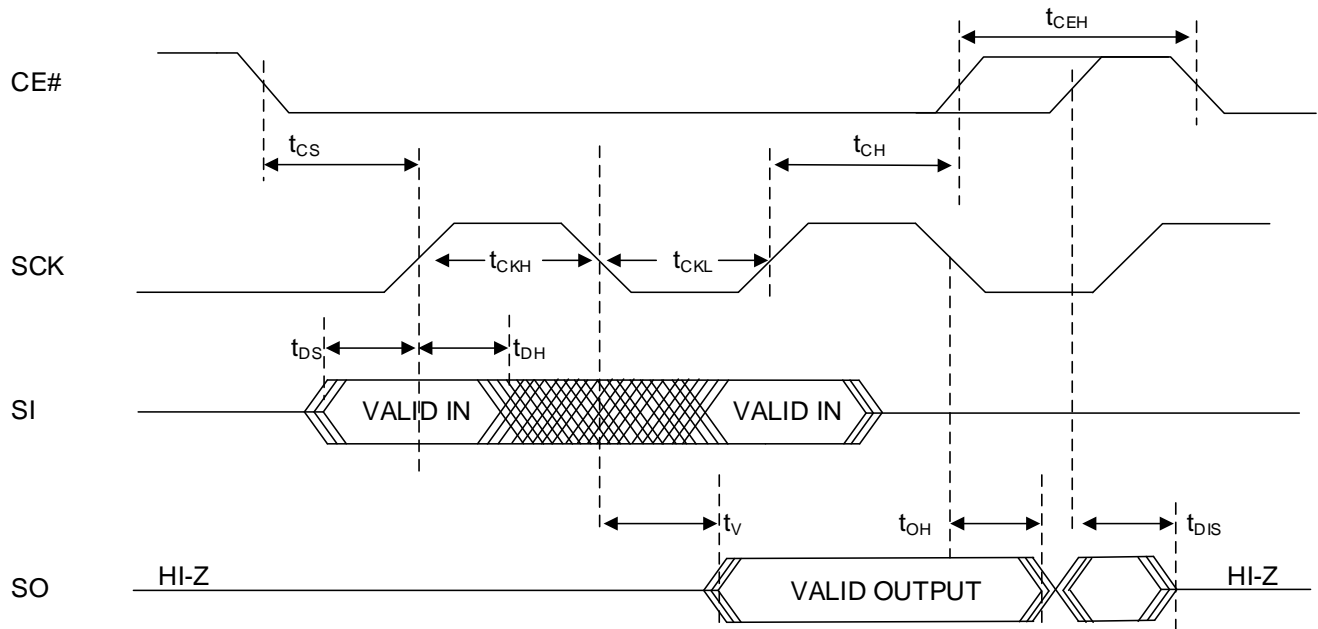 tCEH
CE#
tCS
tCH
SCK
tCKH
tCKL
tDS
tDH
SI
VALID IN
VALID IN
tV
tOH
tDIS
SO
HI-Z
VALID OUTPUT
HI-Z